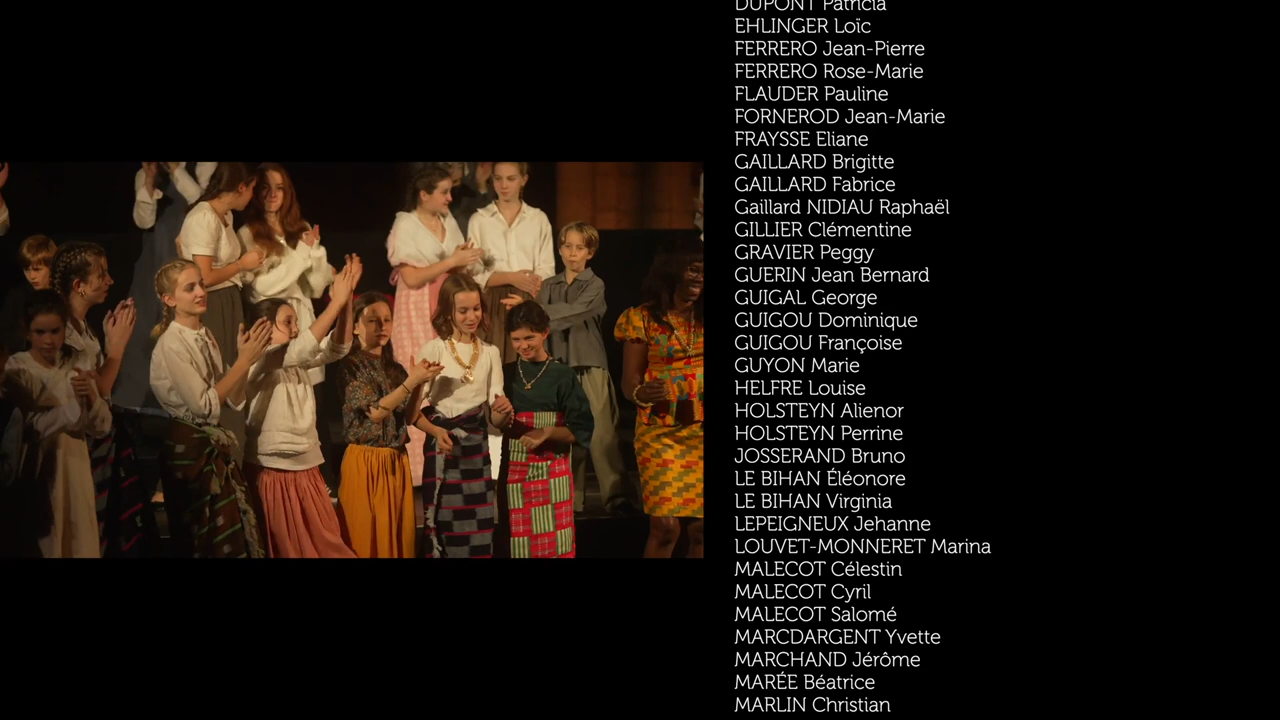 DUPONT Patricia
EHLINGER Loïc
FERRERO Jean-Pierre
FERRERO Rose-Marie
FLAUDER Pauline
FORNEROD Jean-Marie
FRAYSSE Eliane
GAILLARD Brigitte
GAILLARD Fabrice
Gaillard NIDIAU Raphaël
GILLIER Clémentine
GRAVIER Peggy
GUERIN Jean Bernard
GUIGAL George
GUIGOU Dominique
GUIGOU Françoise
GUYON Marie
HELFRE Louise
HOLSTEYN Alienor
HOLSTEYN Perrine
JOSSERAND Bruno
LE BIHAN Éléonore
LE BIHAN Virginia
LEPEIGNEUX Jehanne
LOUVET-MONNERET Marina
MALECOT Célestin
MALECOT Cyril
MALECOT Salomé
MARCDARGENT Yvette
MARCHAND Jérôme
MARÉE Béatrice
MARLIN Christian